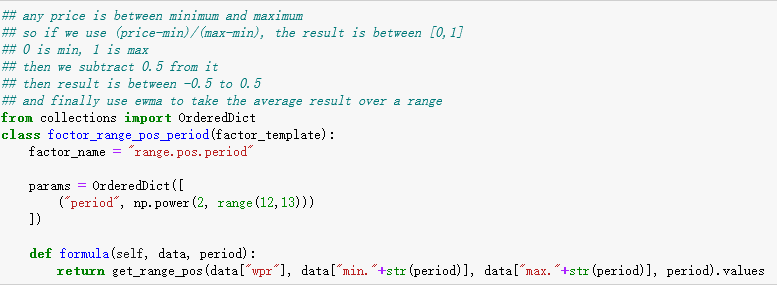 ## any price is between minimum and maximum
## so if we use (price-min)/(max-min), the result is between [0,1]
## 0 is min, 1 is max
## then we subtract 0.5 from it
## then result is between -0.5 to 0.5
## and finally use ewma to take the average result over a range
from collections import OrderedDict
class foctor_range_pos_period(factor_template):
    factor_name = "range.pos.period"

    params = OrderedDict([
        ("period", np.power(2, range(12,13)))
    ])

    def formula(self, data, period):
        return get_range_pos(data["wpr"], data["min."+str(period)], data["max."+str(period)], period).values